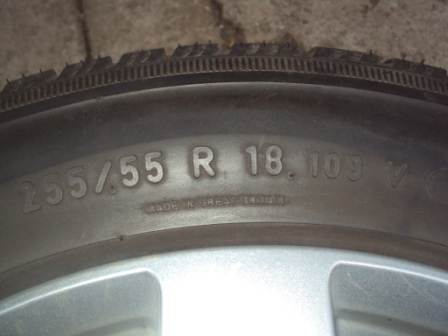 255/55 R 18 109 V
MADE IN GREAT BRITAIN